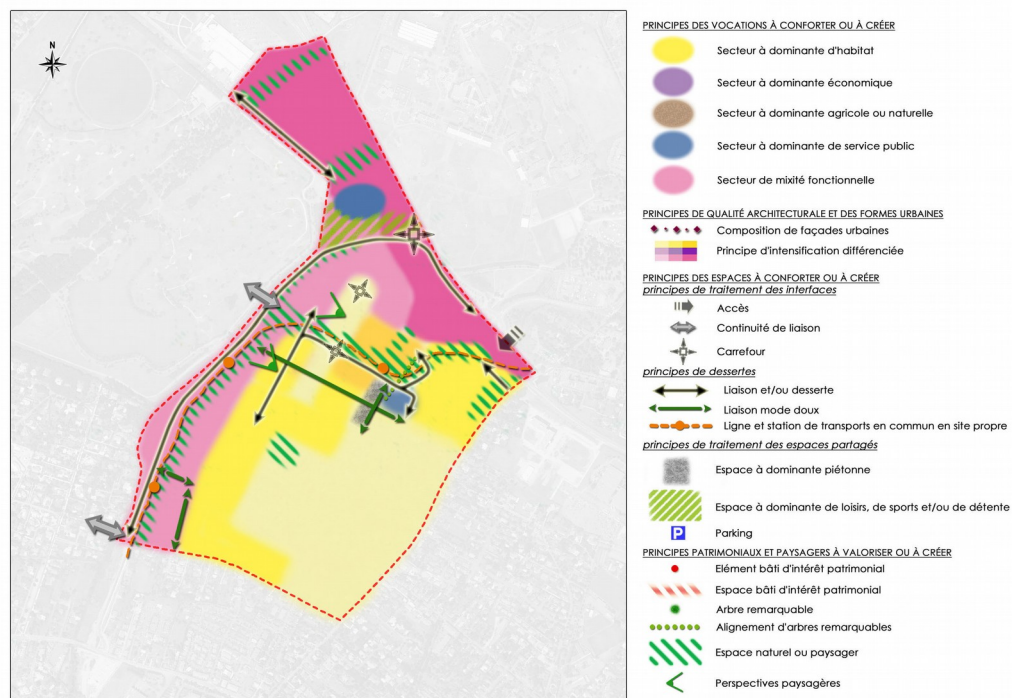 N
PRINCIPES DES VOCATIONS À CONFORTER OU À CRÉER
Secteur à dominante d'habitat
Secteur à dominante économique
Secteur à dominante agricole ou naturelle
Secteur à dominante de service public
Secteur de mixité fonctionnelle
PRINCIPES DE QUALITÉ ARCHITECTURALE ET DES FORMES URBAINES
Composition de façades urbaines
Principe d'intensification différenciée
PRINCIPES DES ESPACES À CONFORTER OU À CRÉER
principes de traitement des interfaces
Accès
Continuité de liaison
Carrefour
principes de dessertes
Liaison et/ou desserte
Liaison mode doux
Ligne et station de transports en commun en site propre
principes de traitement des espaces partagés
Espace à dominante piétonne
Espace à dominante de loisirs, de sports et/ou de détente
P Parking
PRINCIPES PATRIMONIAUX ET PAYSAGERS À VALORISER OU À CRÉER
Elément bâti d'intérêt patrimonial
Espace bâti d'intérêt patrimonial
Arbre remarquable
Alignement d'arbres remarquables
Espace naturel ou paysager
Perspectives paysagères